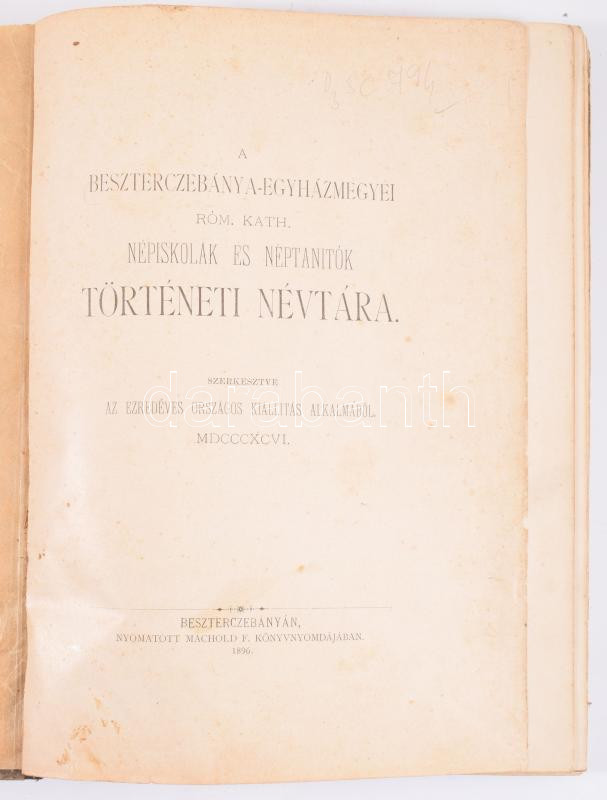 A
BESZTERCZEBÁNYA-EGYHÁZMEGYEI
RÓM. KATH.
NÉPISKOLÁK ÉS NÉPTANITÓK
TÖRTÉNETI NÉVTÁRA.
SZERKESZTVE
AZ EZREDÉVES ORSZÁGOS KIÁLLITÁS ALKALMÁBÓL.
MDCCCXCVI.
darabanth
BESZTERCZEBÁNYÁN,
NYOMATOTT MACHOLD F. KÖNYVNYOMDÁJÁBAN.
1896.